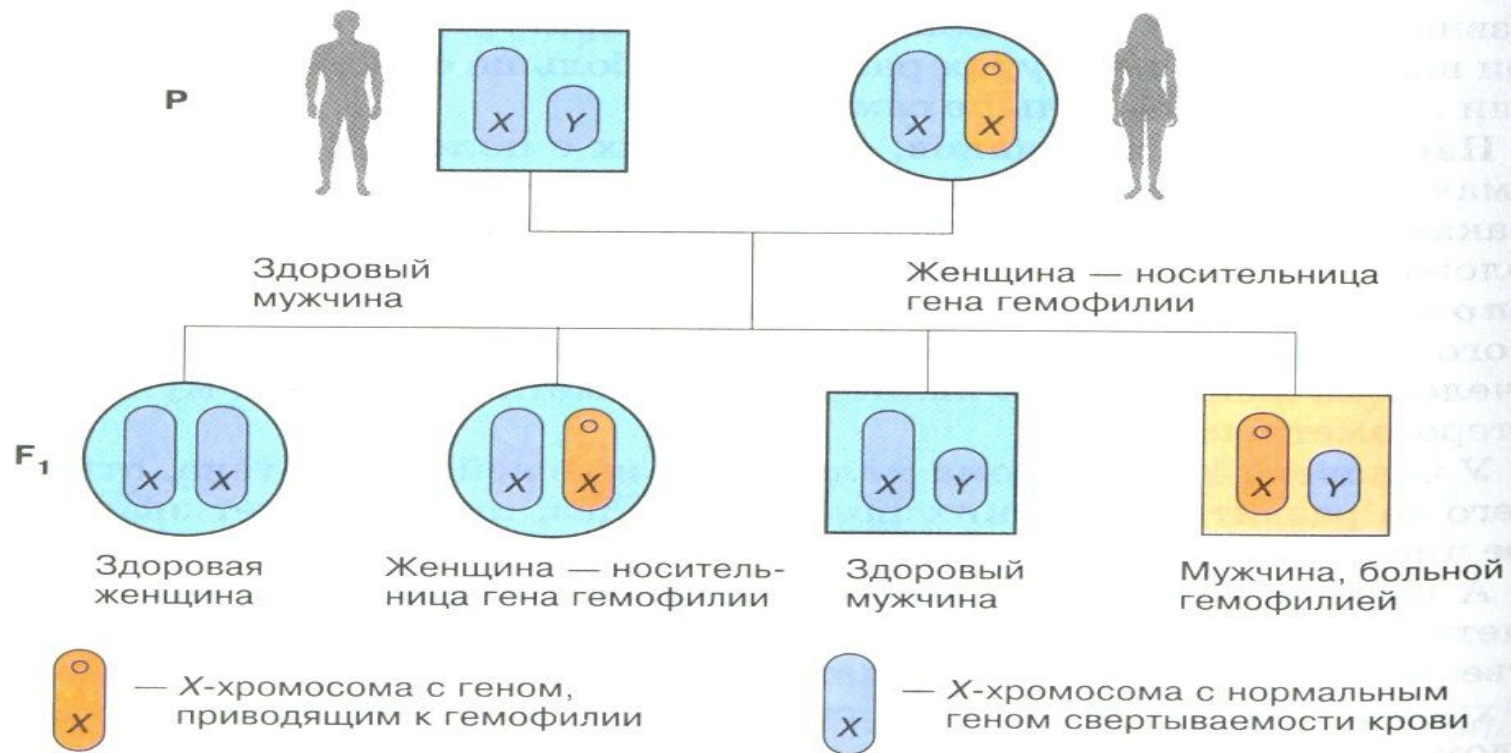 P
X Y
X X
Здоровый
мужчина
Женщина — носительница
гена гемофилии
F₁
X X
X X
X Y
X Y
Здоровая
женщина
Женщина — носитель-
ница гена гемофилии
Здоровый
мужчина
Мужчина, больной
гемофилией
X
— X-хромосома с геном,
приводящим к гемофилии
X
— X-хромосома с нормальным
геном свертываемости крови